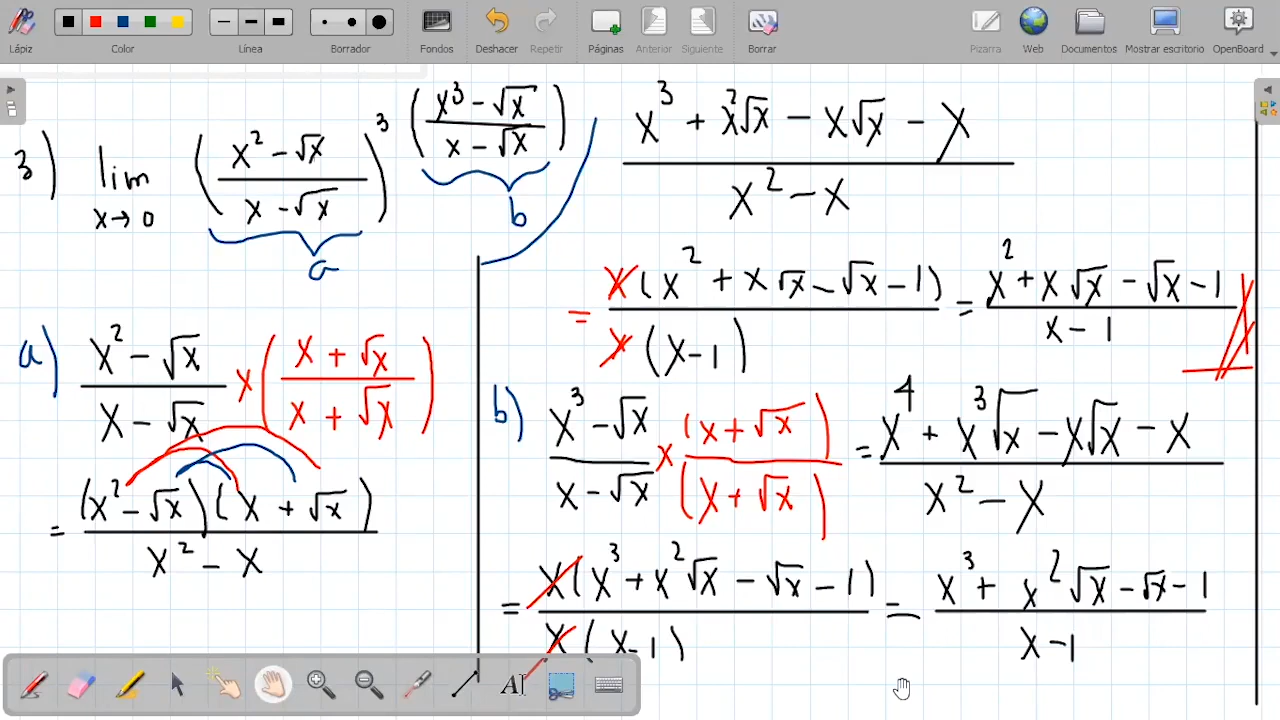 Lápiz Color Línea Borrador Fondos Deshacer Repetir Páginas Anterior Siguiente Borrar Pizarra Web Documentos Mostrar escritorio OpenBoard
3) lim x→0 ( (x² - √x) / (x - √x) )³ ( (x³ - √x) / (x - √x) )
a b
(x³ + x²√x - x√x - x) / (x² - x)
= x(x² + x√x - √x - 1) / x(x-1) = (x² + x√x - √x - 1) / (x - 1)
a) (x² - √x) / (x - √x) × ( (x + √x) / (x + √x) )
= (x² - √x)(x + √x) / (x² - x)
b) (x³ - √x) / (x - √x) × (x + √x) / (x + √x) = (x⁴ + x³√x - x√x - x) / (x² - x)
= x(x³ + x²√x - √x - 1) / x(x-1) = (x³ + x²√x - √x - 1) / (x - 1)